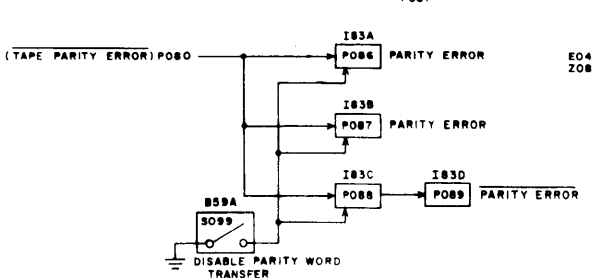 I83A
(TAPE PARITY ERROR) P080 P086 PARITY ERROR E04
Z08
I83B
P087 PARITY ERROR
I83C I83D
P088 P089 PARITY ERROR
B59A
S099
DISABLE PARITY WORD
TRANSFER